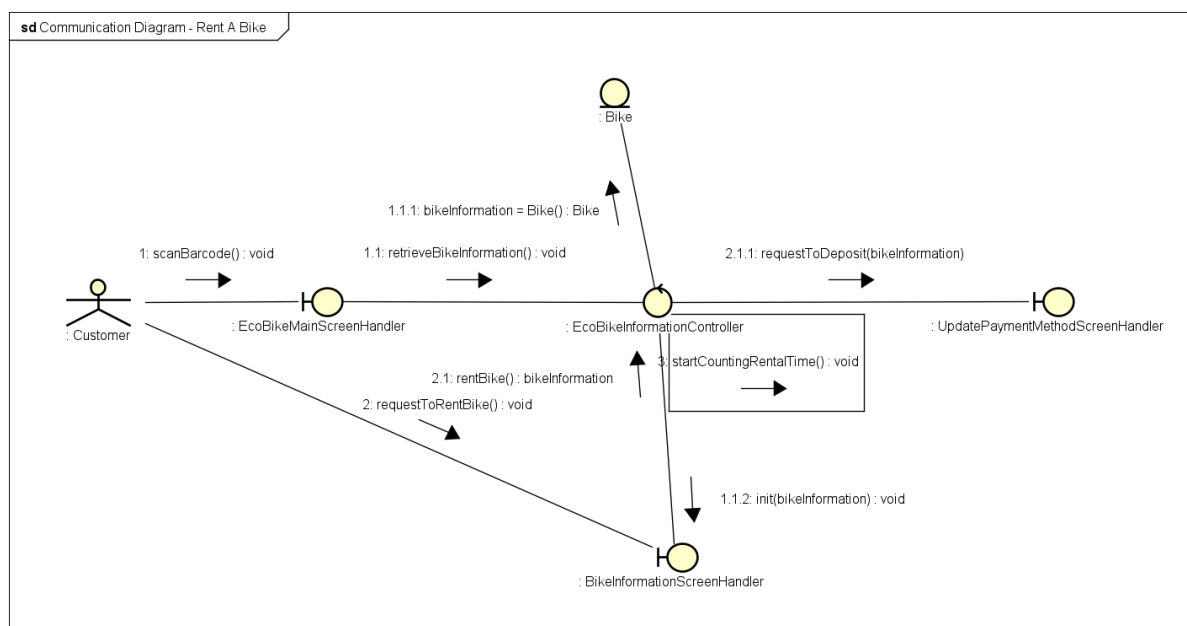 sd Communication Diagram - Rent A Bike
: Bike
1.1.1: bikeInformation = Bike() : Bike
1: scanBarcode() : void
1.1: retrieveBikeInformation() : void
2.1.1: requestToDeposit(bikeInformation)
: Customer
: EcoBikeMainScreenHandler
: EcoBikeInformationController
: UpdatePaymentMethodScreenHandler
3: startCountingRentalTime() : void
2.1: rentBike() : bikeInformation
2: requestToRentBike() : void
1.1.2: init(bikeInformation) : void
: BikeInformationScreenHandler